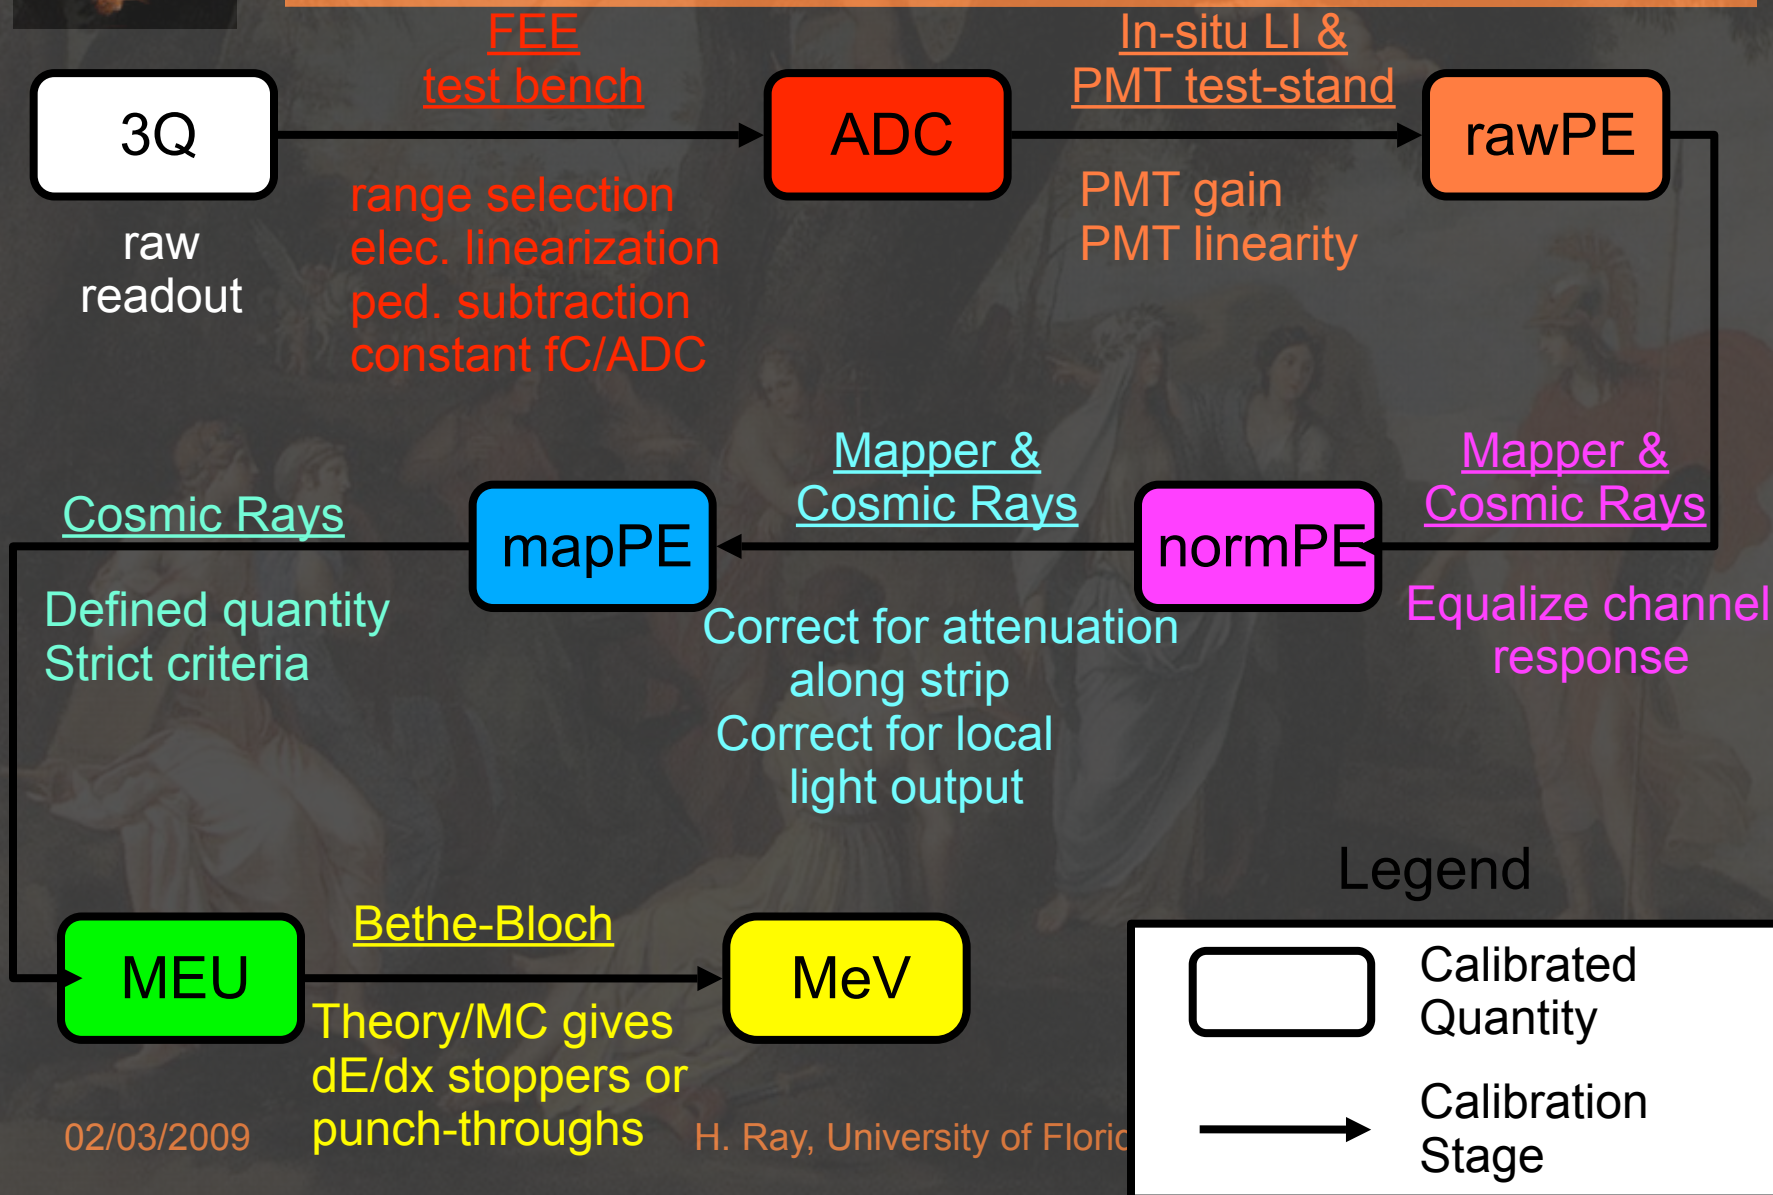 FEE
test bench
In-situ LI &
PMT test-stand
3Q
ADC
rawPE
raw
readout
range selection
elec. linearization
ped. subtraction
constant fC/ADC
PMT gain
PMT linearity
Mapper &
Cosmic Rays
normPE
Equalize channel
response
Mapper &
Cosmic Rays
mapPE
Correct for attenuation
along strip
Correct for local
light output
Cosmic Rays
Defined quantity
Strict criteria
MEU
Bethe-Bloch
MeV
Theory/MC gives
dE/dx stoppers or
punch-throughs
Legend
Calibrated
Quantity
Calibration
Stage
02/03/2009
H. Ray, University of